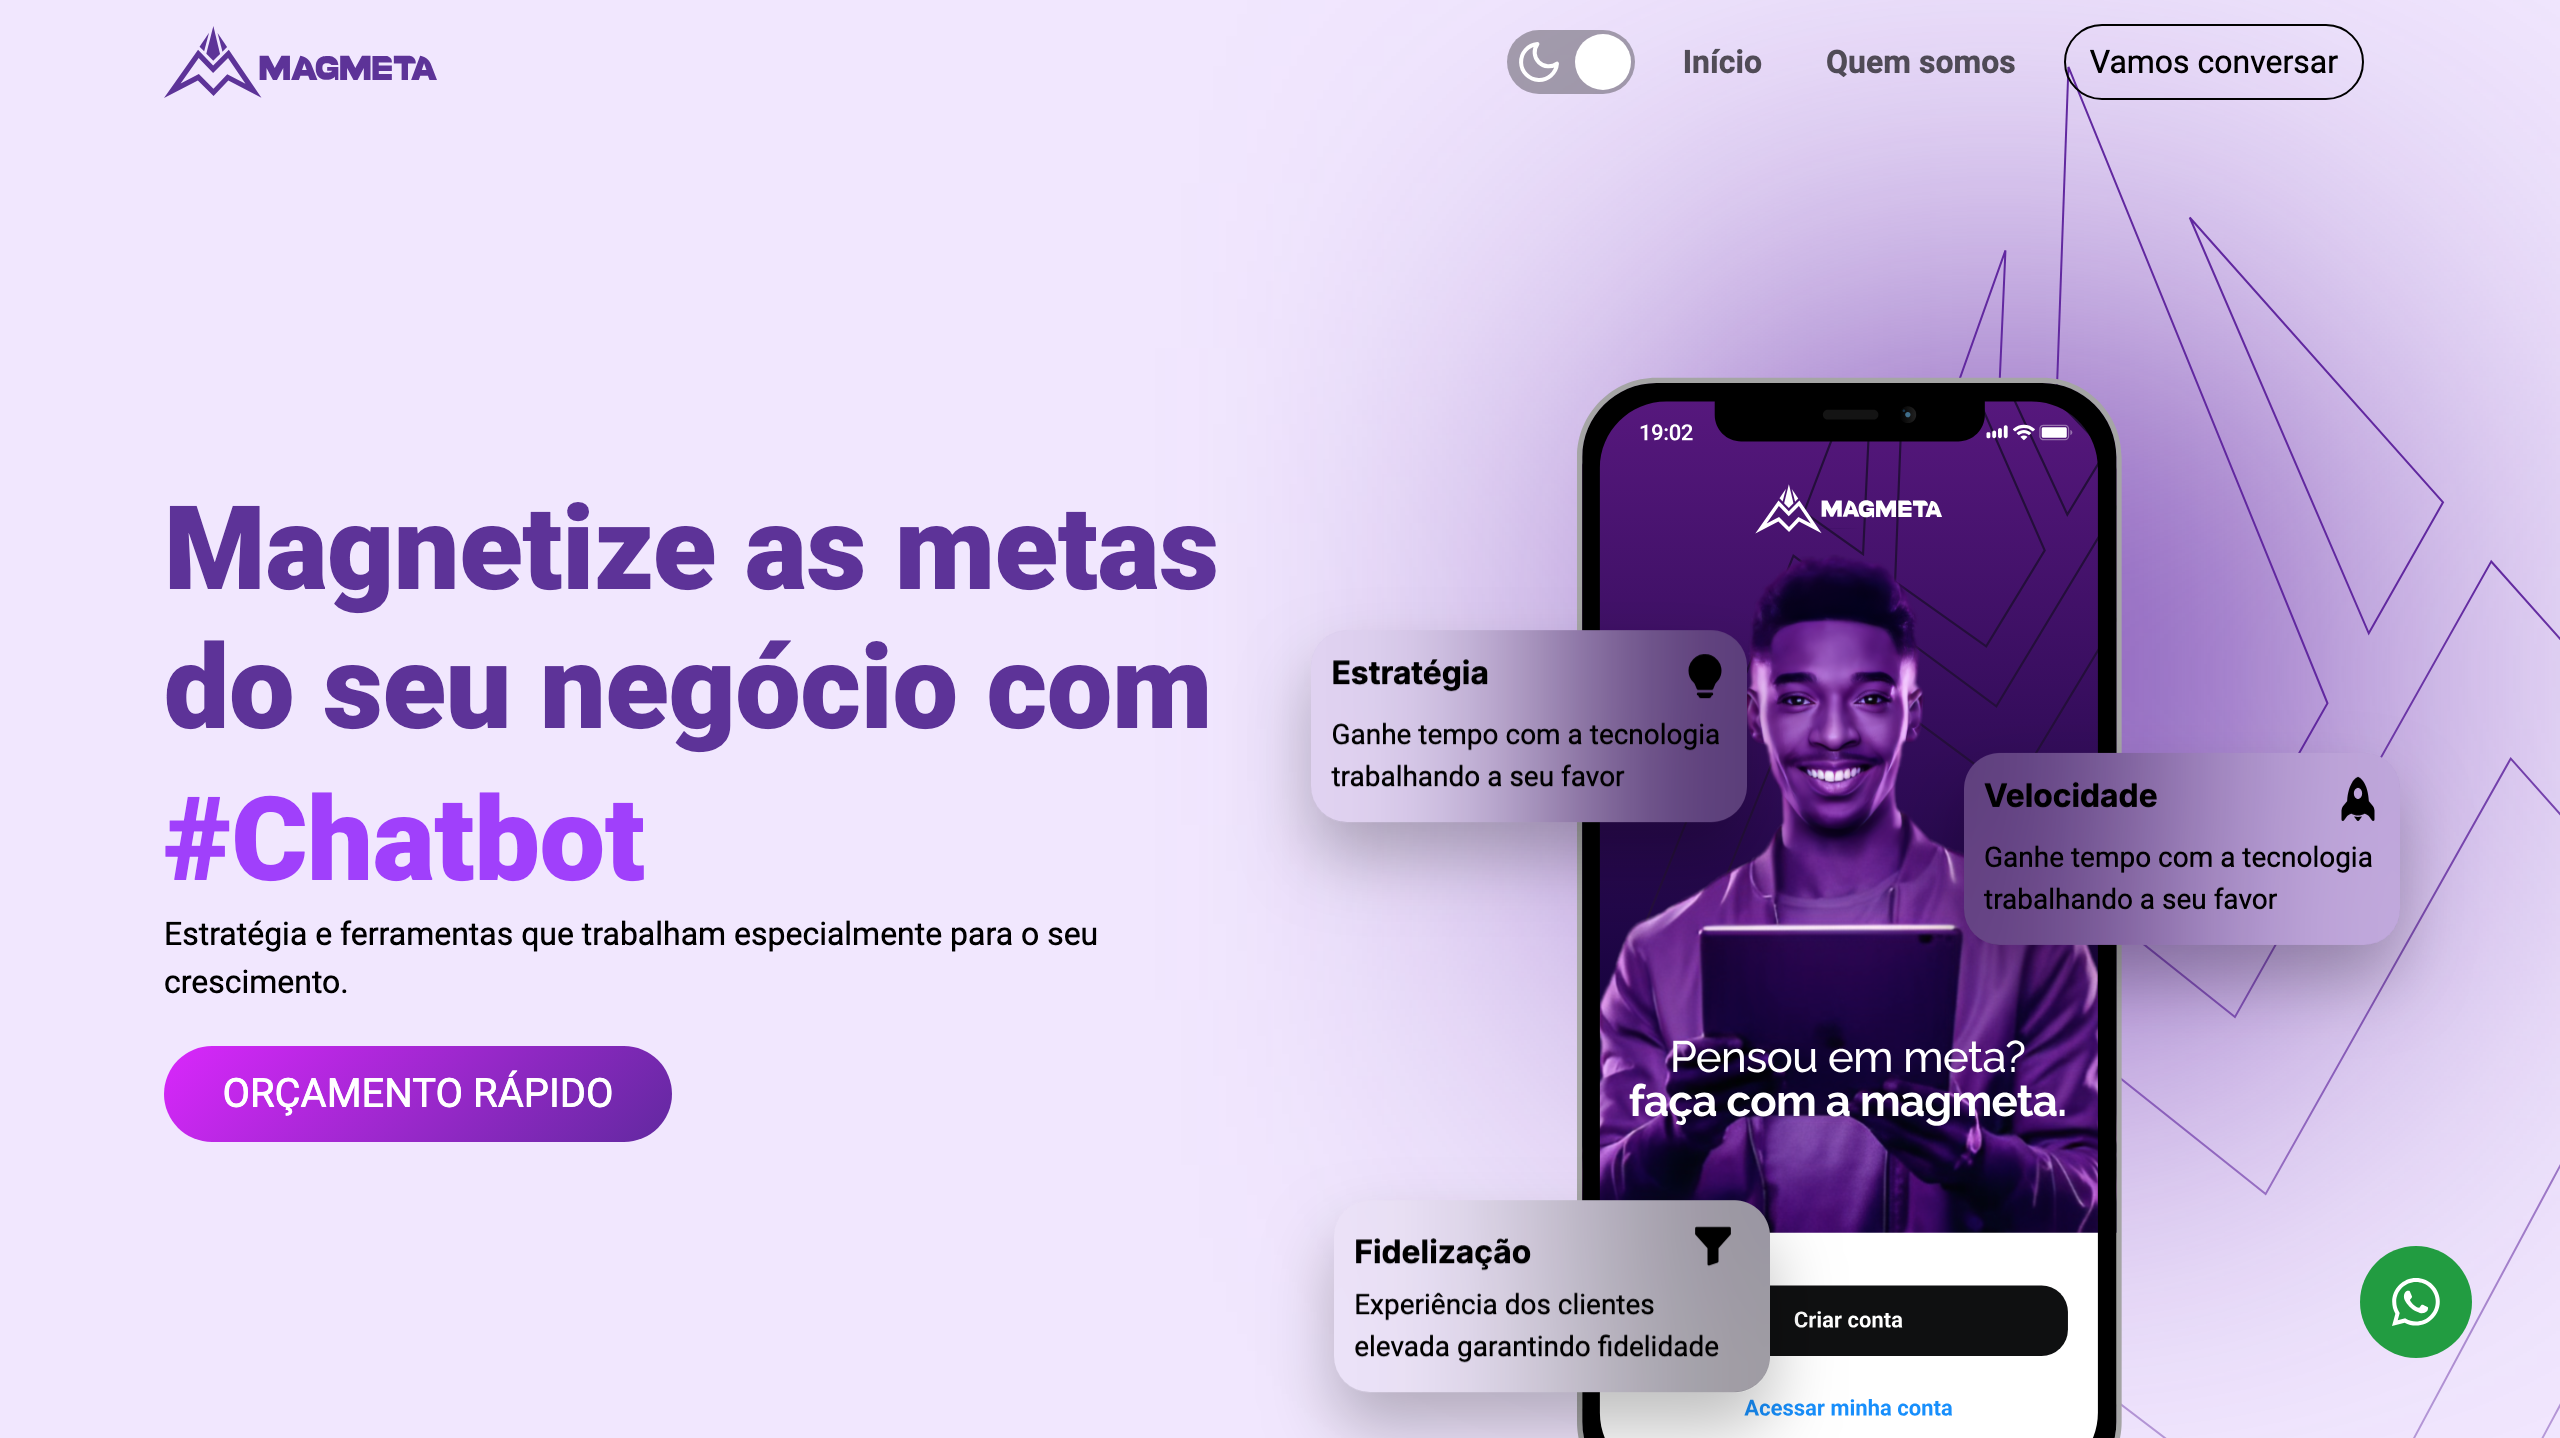 MAGMETA
Início
Quem somos
Vamos conversar
Magnetize as metas
do seu negócio com
#Chatbot
Estratégia e ferramentas que trabalham especialmente para o seu
crescimento.
ORÇAMENTO RÁPIDO
19:02
MAGMETA
Estratégia
Ganhe tempo com a tecnologia
trabalhando a seu favor
Velocidade
Ganhe tempo com a tecnologia
trabalhando a seu favor
Pensou em meta?
faça com a magmeta.
Fidelização
Experiência dos clientes
elevada garantindo fidelidade
Criar conta
Acessar minha conta